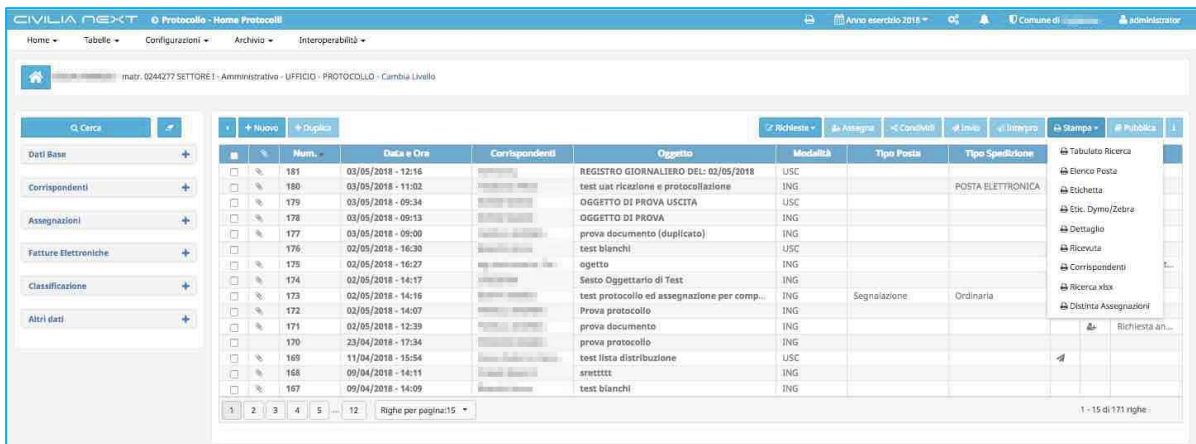 CIVILIA NEXT Protocollo - Home Protocolli Anno esercizio 2018 Comune di administrator
Home Tabelle Configurazioni Archivio Interoperabilità
matr. 0244277 SETTORE I - Amministrativo - UFFICIO - PROTOCOLLO - Cambia Livello
Cerca + Nuovo + Duplica Richieste Assegna Condividi Invio Interpro Stampa Pubblica
Dati Base +
Corrispondenti +
Assegnazioni +
Fatture Elettroniche +
Classificazione +
Altri dati +
Num. Data e Ora Corrispondenti Oggetto Modalità Tipo Posta Tipo Spedizione
181 03/05/2018 - 12:16 REGISTRO GIORNALIERO DEL: 02/05/2018 USC
180 03/05/2018 - 11:02 test uat ricezione e protocollazione ING POSTA ELETTRONICA
179 03/05/2018 - 09:34 OGGETTO DI PROVA USCITA USC
178 03/05/2018 - 09:13 OGGETTO DI PROVA ING
177 03/05/2018 - 09:00 prova documento (duplicato) ING
176 02/05/2018 - 16:30 test bianchi USC
175 02/05/2018 - 16:27 ogetto ING
174 02/05/2018 - 14:17 Sesto Oggettario di Test ING
173 02/05/2018 - 14:16 test protocollo ed assegnazione per comp... ING Segnalazione Ordinaria
172 02/05/2018 - 14:07 Prova protocollo ING
171 02/05/2018 - 12:39 prova documento ING Richiesta an...
170 23/04/2018 - 17:34 prova protocollo ING
169 11/04/2018 - 15:54 test lista distribuzione USC
168 09/04/2018 - 14:11 srettttt ING
167 09/04/2018 - 14:09 test bianchi ING
Tabulato Ricerca
Elenco Posta
Etichetta
Etic. Dymo/Zebra
Dettaglio
Ricevuta
Corrispondenti
Ricerca xlsx
Distinta Assegnazioni
1 2 3 4 5 ... 12 Righe per pagina:15 1 - 15 di 171 righe